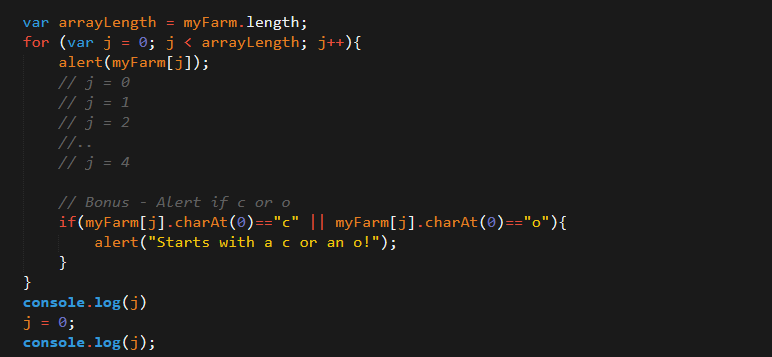 var arrayLength = myFarm.length;
for (var j = 0; j < arrayLength; j++){
alert(myFarm[j]);
// j = 0
// j = 1
// j = 2
//..
// j = 4
// Bonus - Alert if c or o
if(myFarm[j].charAt(0)=="c" || myFarm[j].charAt(0)=="o"){
alert("Starts with a c or an o!");
}
}
console.log(j)
j = 0;
console.log(j);